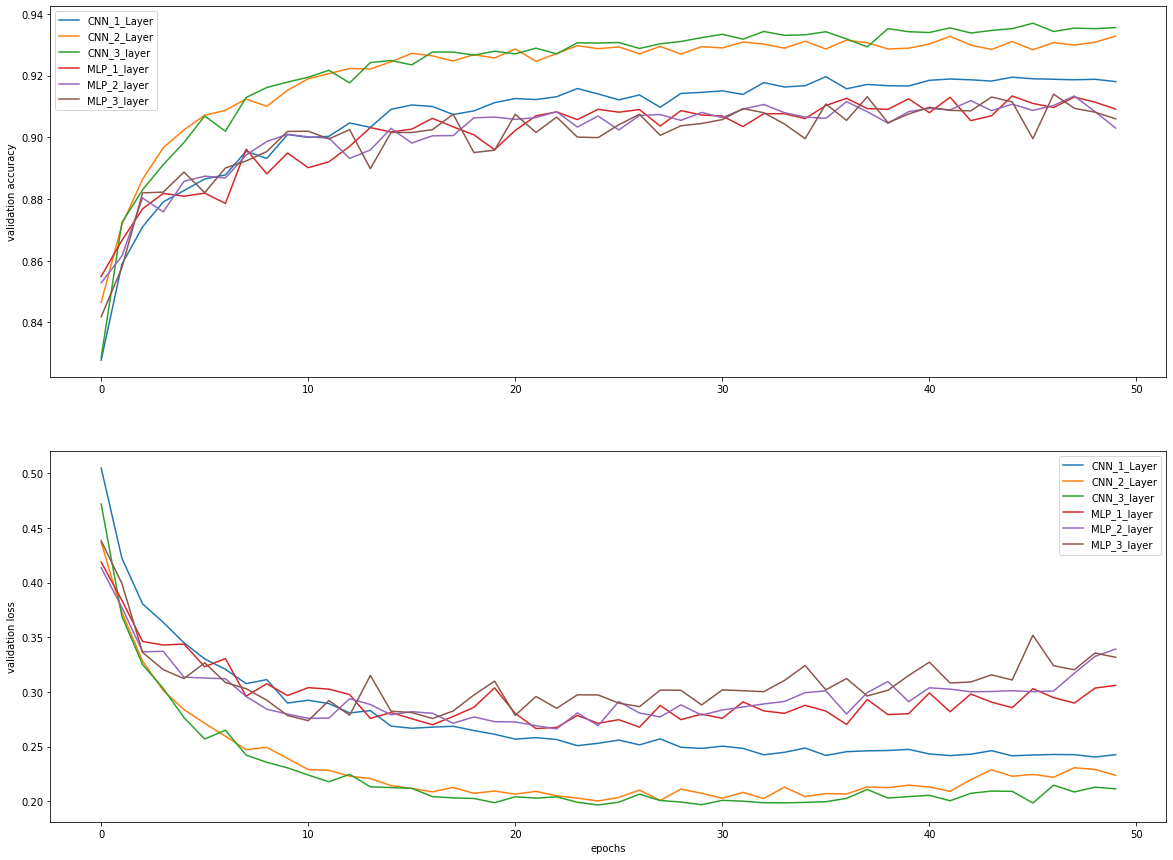 0.94
0.92
0.90
0.88
0.86
0.84
validation accuracy
CNN_1_Layer
CNN_2_Layer
CNN_3_layer
MLP_1_layer
MLP_2_layer
MLP_3_layer
0 10 20 30 40 50
0.50
0.45
0.40
0.35
0.30
0.25
0.20
validation loss
CNN_1_Layer
CNN_2_Layer
CNN_3_layer
MLP_1_layer
MLP_2_layer
MLP_3_layer
0 10 20 30 40 50
epochs